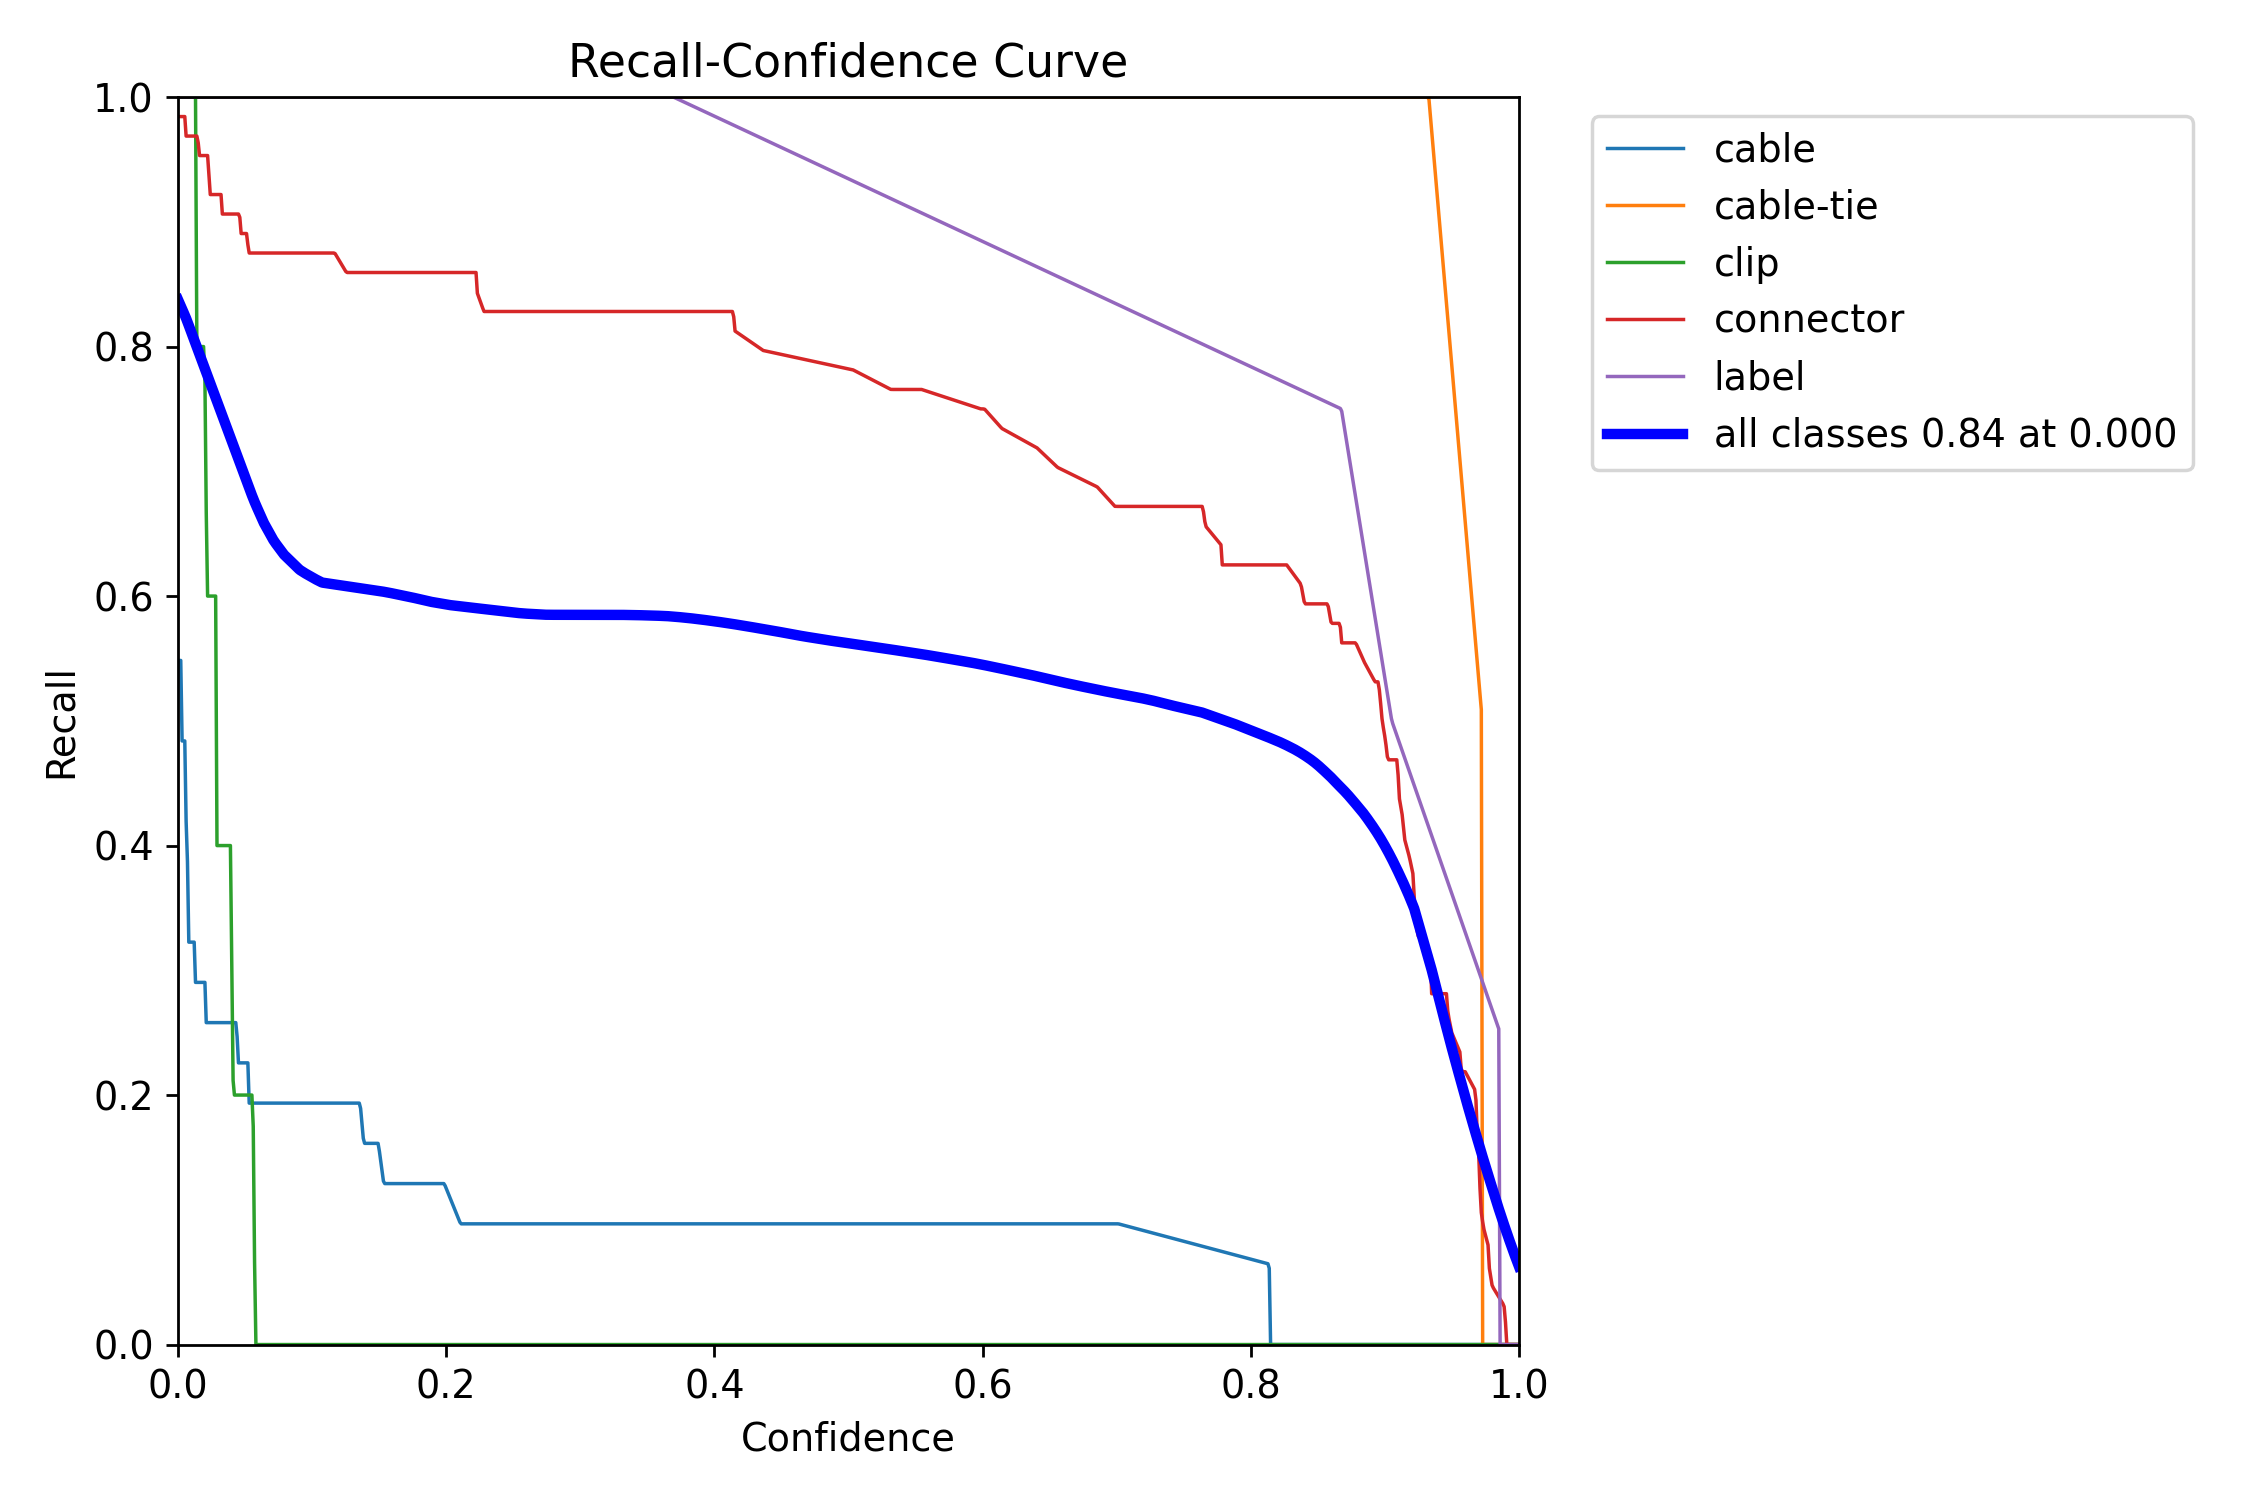 Recall-Confidence Curve
1.0
0.8
0.6
0.4
0.2
0.0
Recall
0.0 0.2 0.4 0.6 0.8 1.0
Confidence
cable
cable-tie
clip
connector
label
all classes 0.84 at 0.000